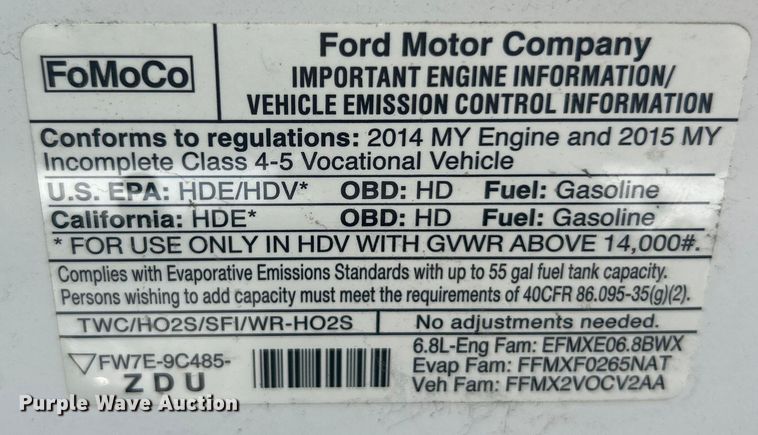 FoMoCo
Ford Motor Company
IMPORTANT ENGINE INFORMATION/
VEHICLE EMISSION CONTROL INFORMATION
Conforms to regulations: 2014 MY Engine and 2015 MY
Incomplete Class 4-5 Vocational Vehicle
U.S. EPA: HDE/HDV* OBD: HD Fuel: Gasoline
California: HDE* OBD: HD Fuel: Gasoline
* FOR USE ONLY IN HDV WITH GVWR ABOVE 14,000#.
Complies with Evaporative Emissions Standards with up to 55 gal fuel tank capacity.
Persons wishing to add capacity must meet the requirements of 40CFR 86.095-35(g)(2).
TWC/HO2S/SFI/WR-HO2S No adjustments needed.
FW7E-9C485-
ZDU
6.8L-Eng Fam: EFMXE06.8BWX
Evap Fam: FFMXF0265NAT
Veh Fam: FFMX2VOCV2AA
Purple Wave Auction